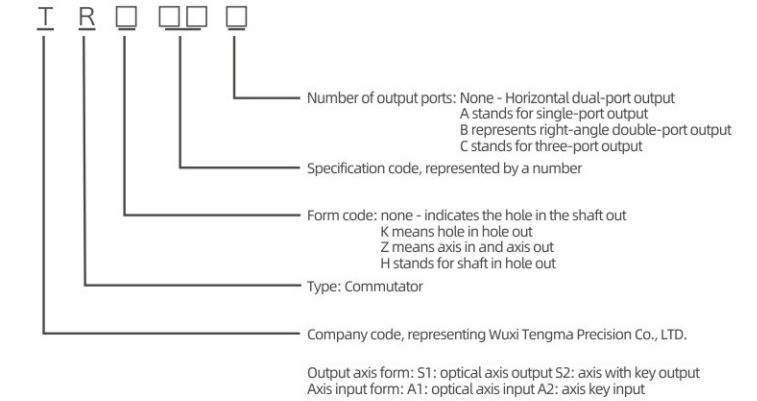 T R □ □□ □
Number of output ports: None - Horizontal dual-port output
A stands for single-port output
B represents right-angle double-port output
C stands for three-port output
Specification code, represented by a number
Form code: none - indicates the hole in the shaft out
K means hole in hole out
Z means axis in and axis out
H stands for shaft in hole out
Type: Commutator
Company code, representing Wuxi Tengma Precision Co., LTD.
Output axis form: S1: optical axis output S2: axis with key output
Axis input form: A1: optical axis input A2: axis key input